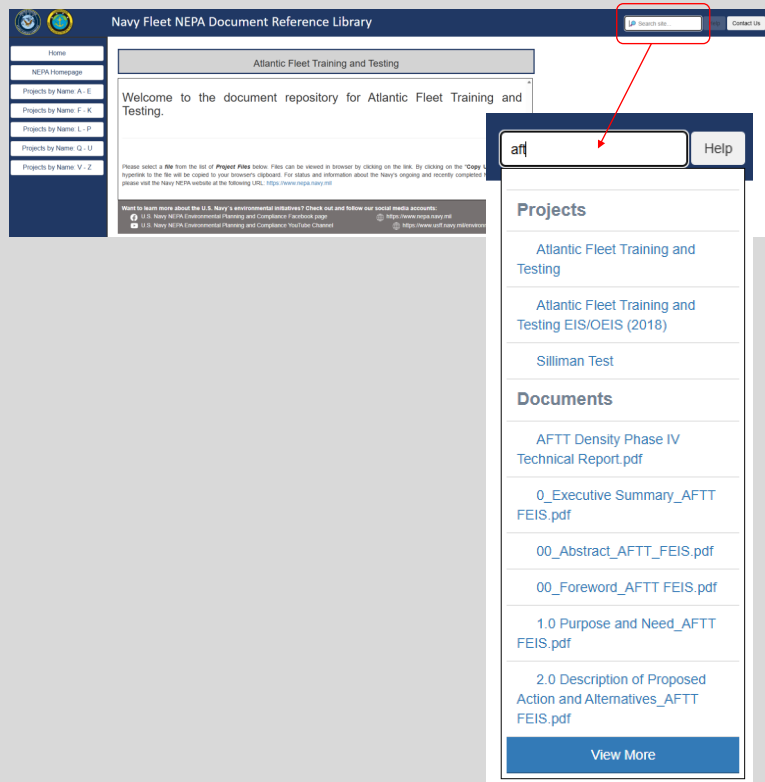 Navy Fleet NEPA Document Reference Library
Search site...
Help
Contact Us
Home
NEPA Homepage
Projects by Name: A - E
Projects by Name: F - K
Projects by Name: L - P
Projects by Name: Q - U
Projects by Name: V - Z
Atlantic Fleet Training and Testing
Welcome to the document repository for Atlantic Fleet Training and
Testing.
Please select a file from the list of Project Files below. Files can be viewed in browser by clicking on the link. By clicking on the "Copy U
hyperlink to the file will be copied to your browser's clipboard. For status and information about the Navy's ongoing and recently completed
please visit the Navy NEPA website at the following URL: https://www.nepa.navy.mil
Want to learn more about the U.S. Navy's environmental initiatives? Check out and follow our social media accounts:
U.S. Navy NEPA Environmental Planning and Compliance Facebook page
https://www.nepa.navy.mil
U.S. Navy NEPA Environmental Planning and Compliance YouTube Channel
https://www.usff.navy.mil/environ
aft
Help
Projects
Atlantic Fleet Training and
Testing
Atlantic Fleet Training and
Testing EIS/OEIS (2018)
Silliman Test
Documents
AFTT Density Phase IV
Technical Report.pdf
0_Executive Summary_AFTT
FEIS.pdf
00_Abstract_AFTT_FEIS.pdf
00_Foreword_AFTT FEIS.pdf
1.0 Purpose and Need_AFTT
FEIS.pdf
2.0 Description of Proposed
Action and Alternatives_AFTT
FEIS.pdf
View More